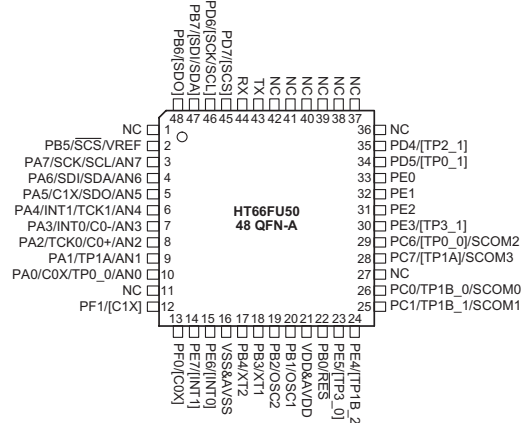 PB6/[SDO]
PB7/[SDI/SDA]
PD6/[SCK/SCL]
PD7/[SCS]
RX
TX
NC
NC
NC
NC
NC
NC
48 47 46 45 44 43 42 41 40 39 38 37
NC 1
PB5/SCS/VREF 2
PA7/SCK/SCL/AN7 3
PA6/SDI/SDA/AN6 4
PA5/C1X/SDO/AN5 5
PA4/INT1/TCK1/AN4 6
PA3/INT0/C0-/AN3 7
PA2/TCK0/C0+/AN2 8
PA1/TP1A/AN1 9
PA0/C0X/TP0_0/AN0 10
NC 11
PF1/[C1X] 12
HT66FU50
48 QFN-A
36 NC
35 PD4/[TP2_1]
34 PD5/[TP0_1]
33 PE0
32 PE1
31 PE2
30 PE3/[TP3_1]
29 PC6/[TP0_0]/SCOM2
28 PC7/[TP1A]/SCOM3
27 NC
26 PC0/TP1B_0/SCOM0
25 PC1/TP1B_1/SCOM1
13 14 15 16 17 18 19 20 21 22 23 24
PF0/[C0X]
PE7/[INT1]
PE6/[INT0]
VSS&AVSS
PB4/XT2
PB3/XT1
PB2/OSC2
PB1/OSC1
VDD&AVDD
PB0/RES
PE5/[TP3_0]
PE4/[TP1B_2